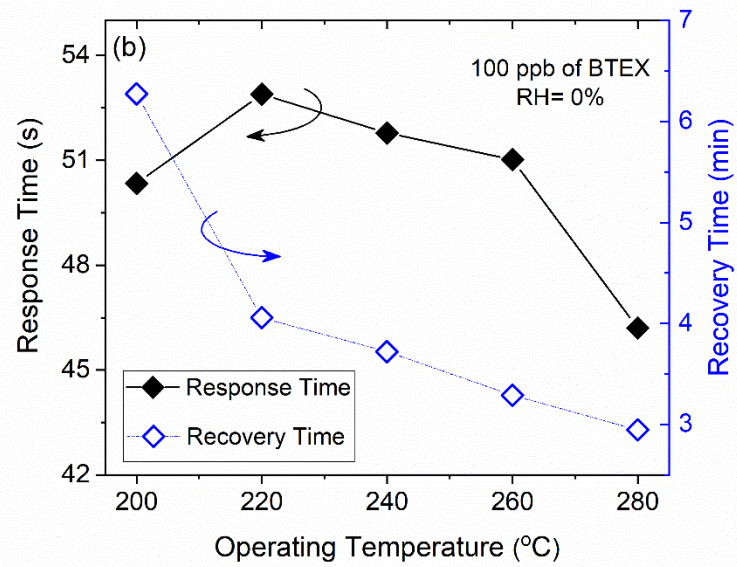 (b)
100 ppb of BTEX
RH= 0%
Response Time (s)
54
51
48
45
42
Recovery Time (min)
7
6
5
4
3
Response Time
Recovery Time
200 220 240 260 280
Operating Temperature (°C)